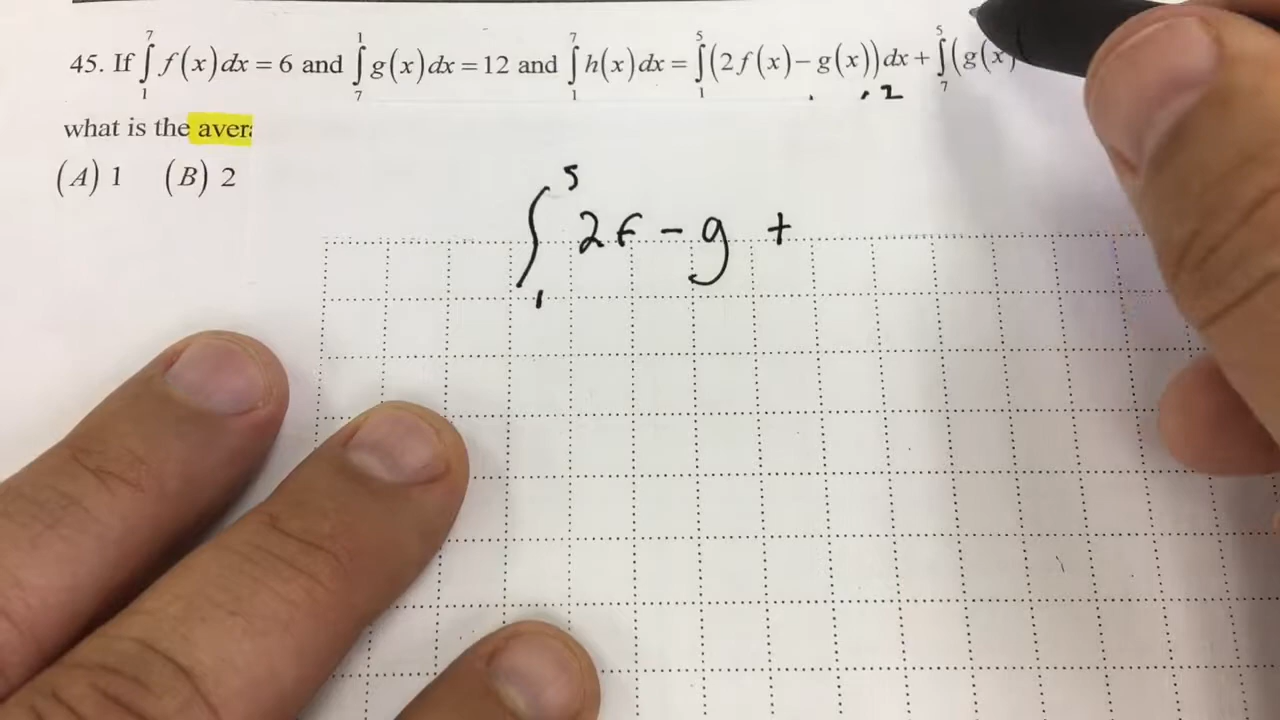 45. If ∫₁⁷ f(x)dx = 6 and ∫₇¹ g(x)dx = 12 and ∫₁⁷ h(x)dx = ∫₁⁵ (2f(x) − g(x))dx + ∫₇⁵ (g(x)
2
what is the
(A) 1 (B) 2
∫₁⁵ 2f − g +